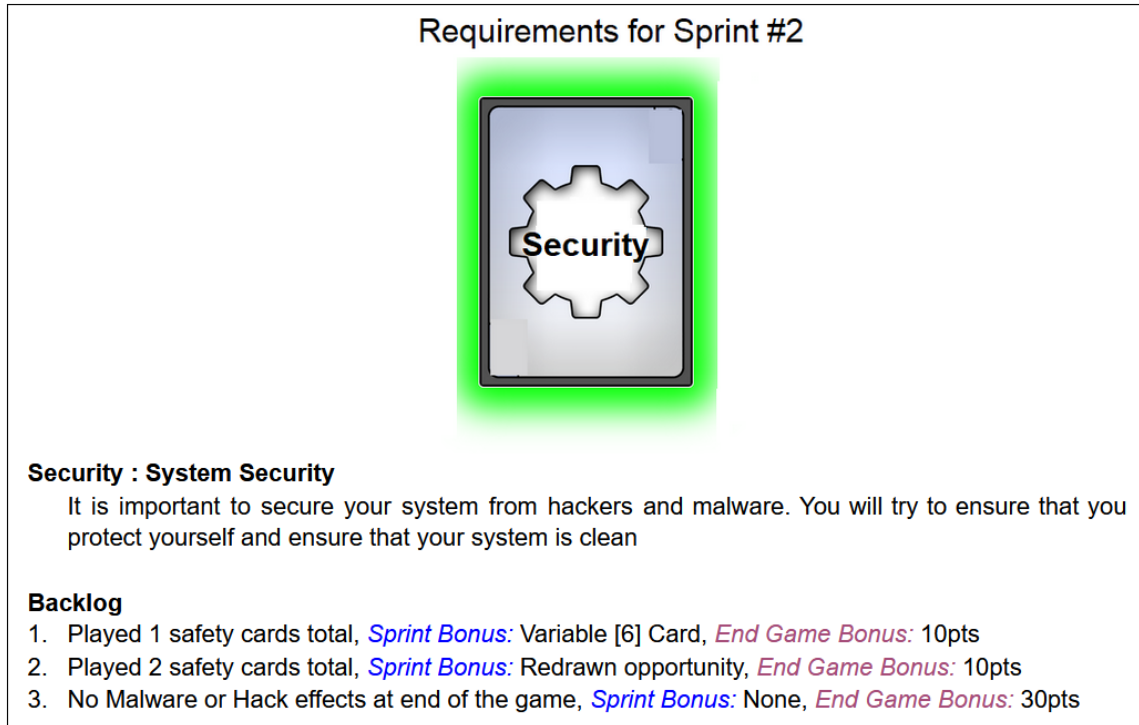 Requirements for Sprint #2
Security
Security : System Security
It is important to secure your system from hackers and malware. You will try to ensure that you
protect yourself and ensure that your system is clean
Backlog
1. Played 1 safety cards total, Sprint Bonus: Variable [6] Card, End Game Bonus: 10pts
2. Played 2 safety cards total, Sprint Bonus: Redrawn opportunity, End Game Bonus: 10pts
3. No Malware or Hack effects at end of the game, Sprint Bonus: None, End Game Bonus: 30pts